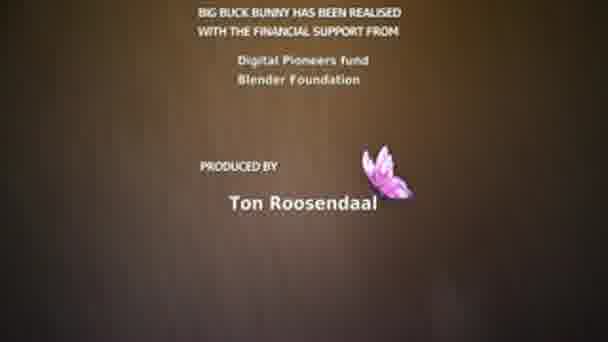 BIG BUCK BUNNY HAS BEEN REALISED
WITH THE FINANCIAL SUPPORT FROM
Digital Pioneers fund
Blender Foundation
PRODUCED BY
Ton Roosendaal